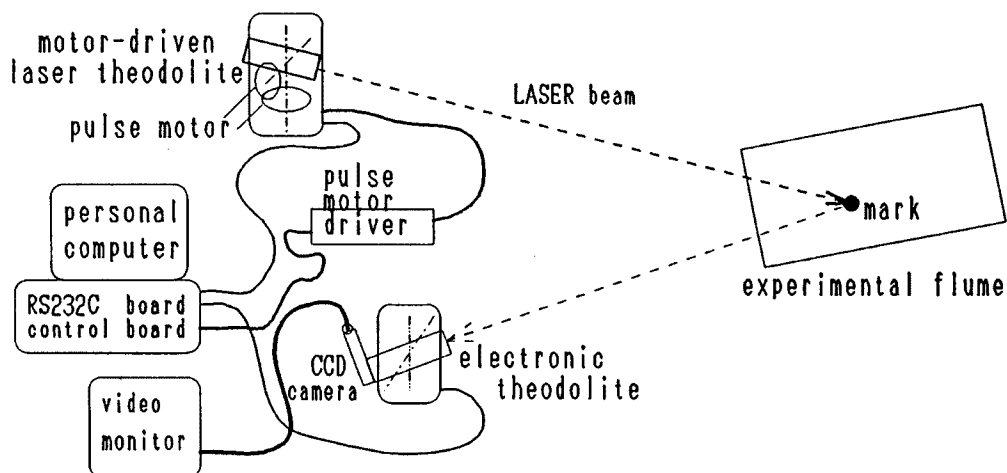 motor-driven
laser theodolite
pulse motor
LASER beam
pulse
motor
driver
personal
computer
mark
experimental flume
RS232C board
control board
CCD
camera
electronic
theodolite
video
monitor